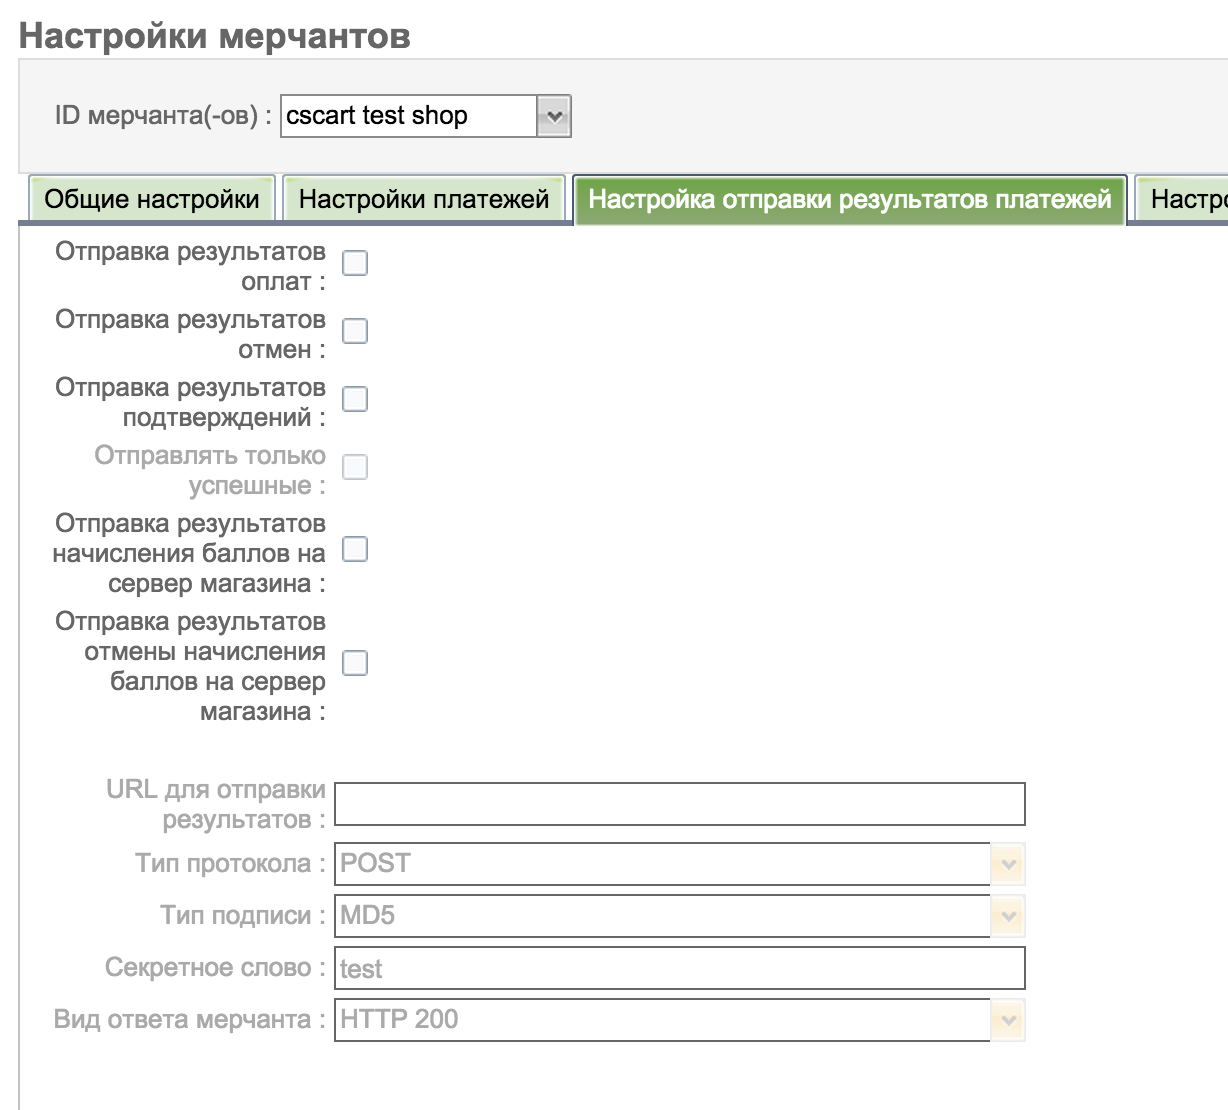 Настройки мерчантов
ID мерчанта(-ов) : cscart test shop
Общие настройки Настройки платежей Настройка отправки результатов платежей Настро
Отправка результатов
оплат :
Отправка результатов
отмен :
Отправка результатов
подтверждений :
Отправлять только
успешные :
Отправка результатов
начисления баллов на
сервер магазина :
Отправка результатов
отмены начисления
баллов на сервер
магазина :
URL для отправки
результатов :
Тип протокола : POST
Тип подписи : MD5
Секретное слово : test
Вид ответа мерчанта : HTTP 200